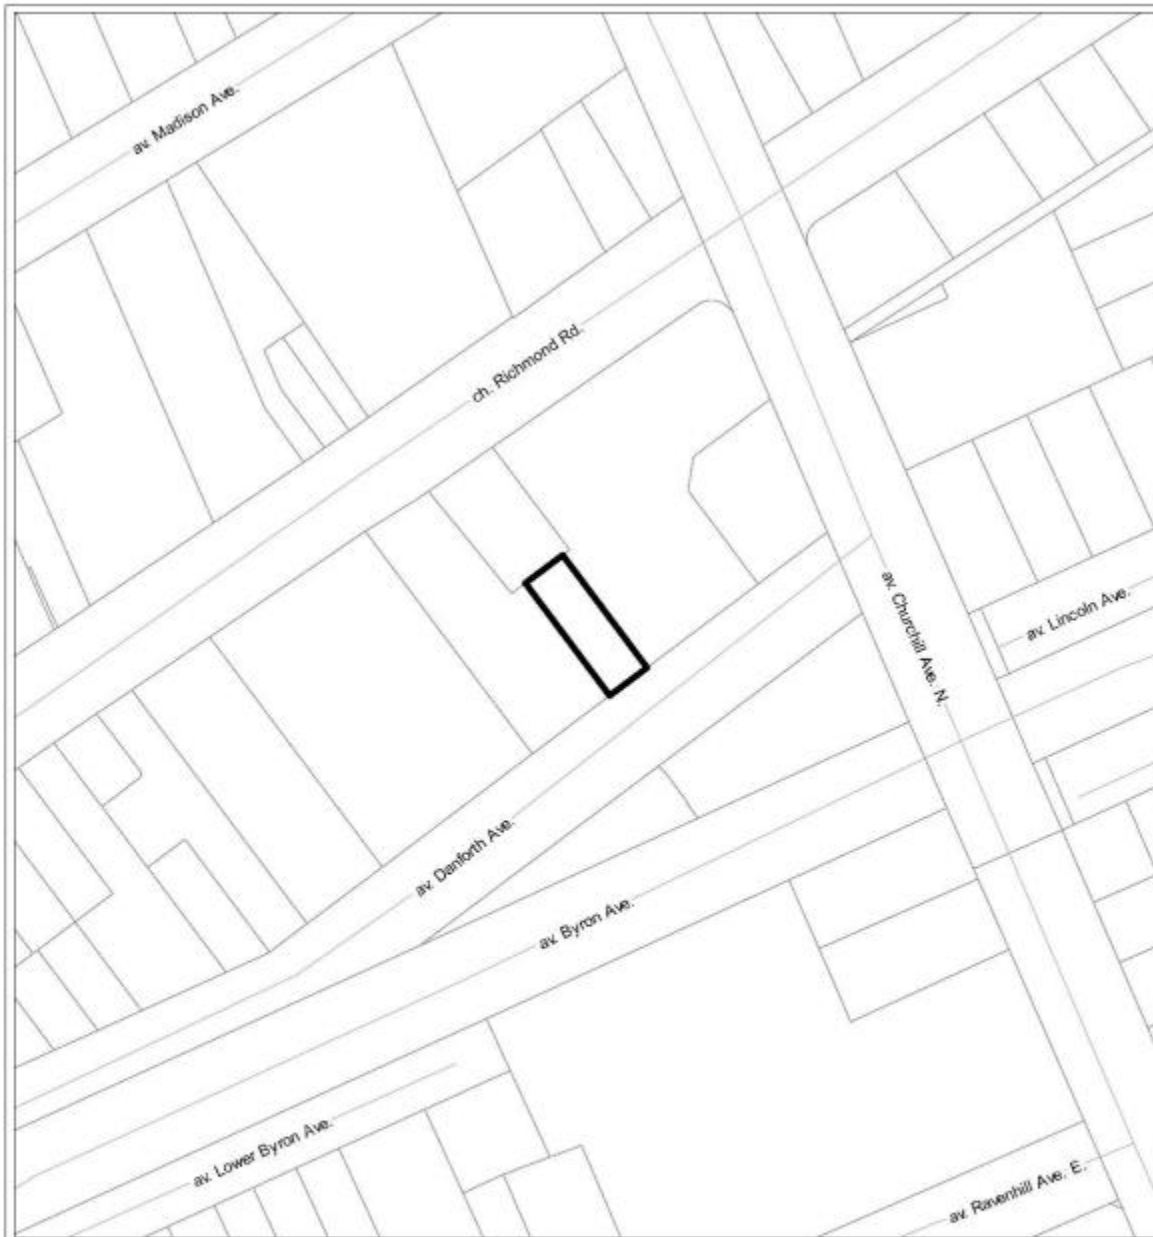 av. Madison Ave.
ch. Richmond Rd.
av. Churchill Ave. N.
av. Lincoln Ave.
av. Danforth Ave.
av. Byron Ave.
av. Lower Byron Ave.
av. Ravenhill Ave. E.